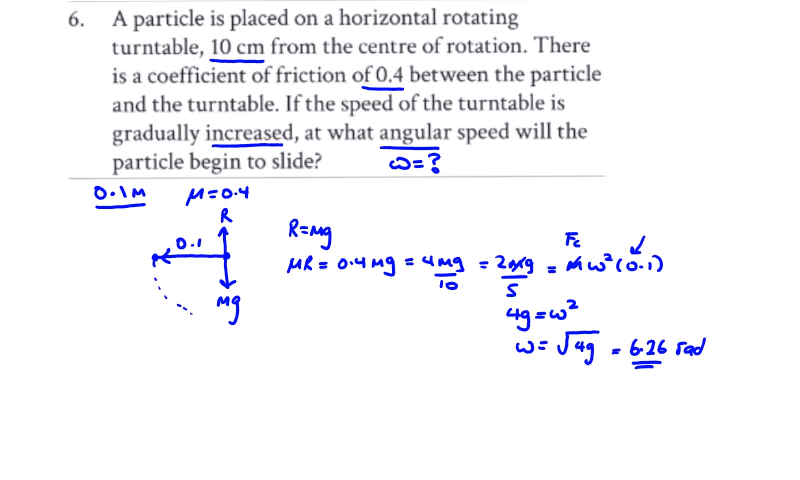 6. A particle is placed on a horizontal rotating
turntable, 10 cm from the centre of rotation. There
is a coefficient of friction of 0.4 between the particle
and the turntable. If the speed of the turntable is
gradually increased, at what angular speed will the
particle begin to slide? ω=?
0.1m μ=0.4
R
0.1
mg
R=mg
μR = 0.4mg = 4mg/10 = 2mg/5 = mω²(0.1)
Fc
4g=ω²
ω=√4g = 6.26 rad